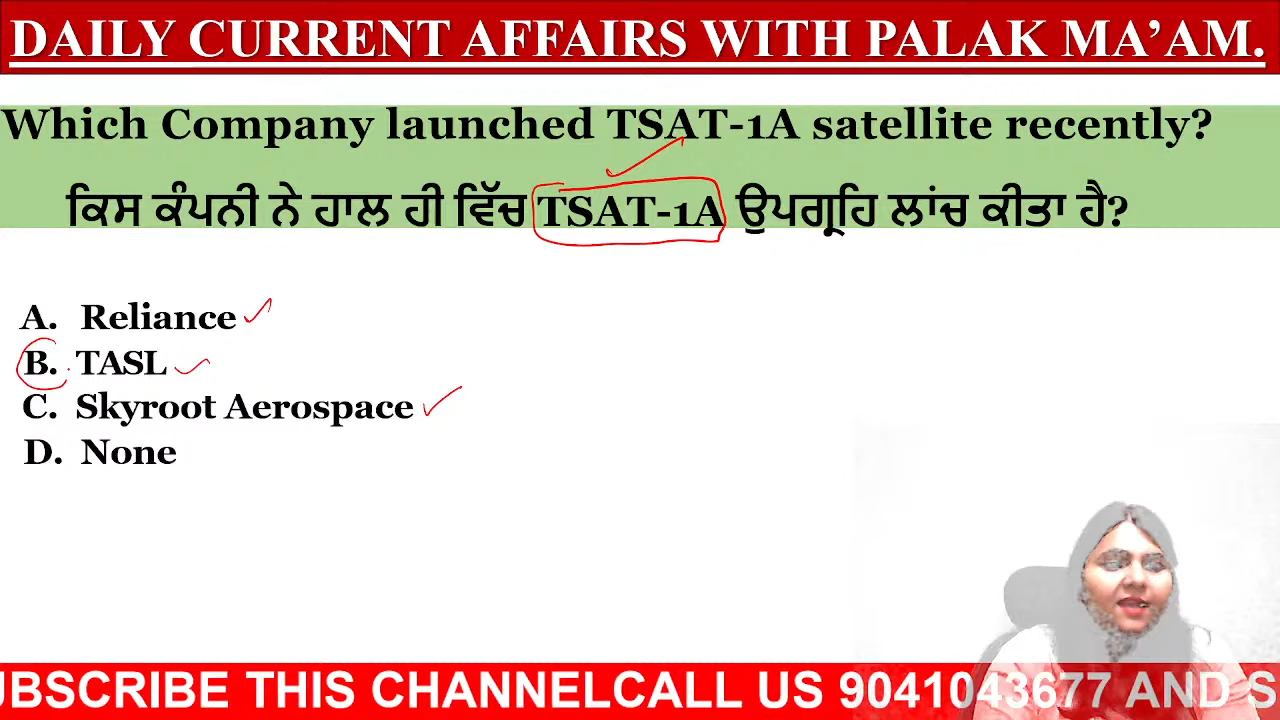 DAILY CURRENT AFFAIRS WITH PALAK MA’AM.
Which Company launched TSAT-1A satellite recently?
ਕਿਸ ਕੰਪਨੀ ਨੇ ਹਾਲ ਹੀ ਵਿੱਚ TSAT-1A ਉਪਗ੍ਰਹਿ ਲਾਂਚ ਕੀਤਾ ਹੈ?
A. Reliance
B. TASL
C. Skyroot Aerospace
D. None
UBSCRIBE THIS CHANNELCALL US 9041043677 AND S